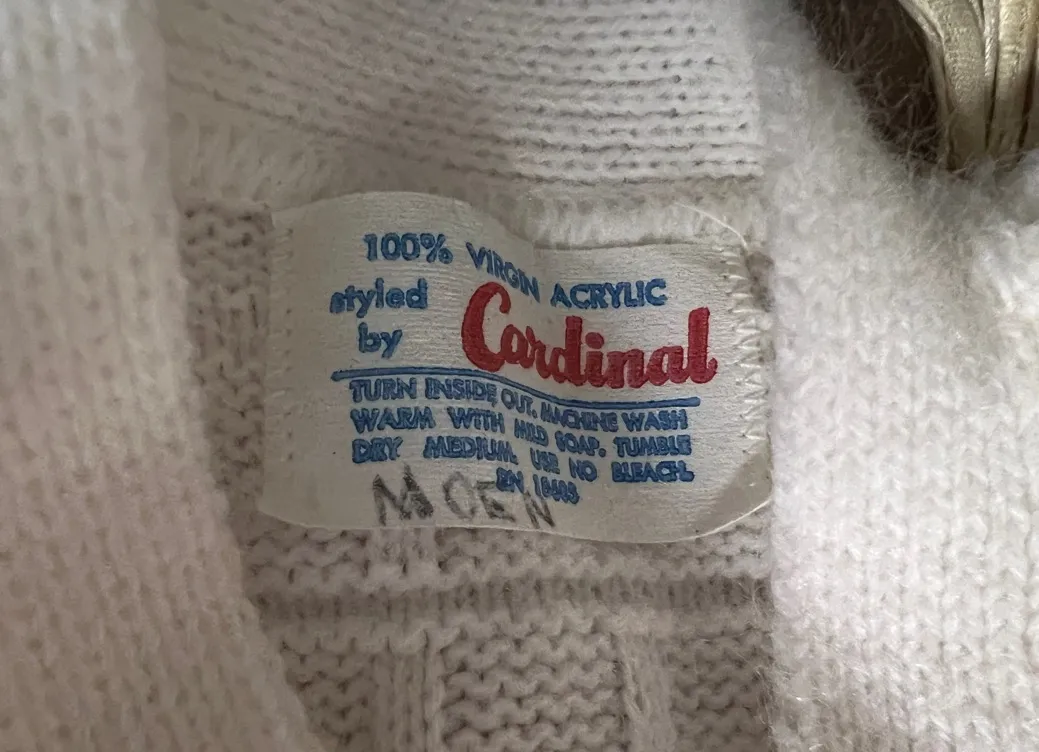 100% VIRGIN ACRYLIC
styled by Cardinal
TURN INSIDE OUT. MACHINE WASH
WARM WITH MILD SOAP. TUMBLE
DRY MEDIUM. USE NO BLEACH.
RN
MOEN